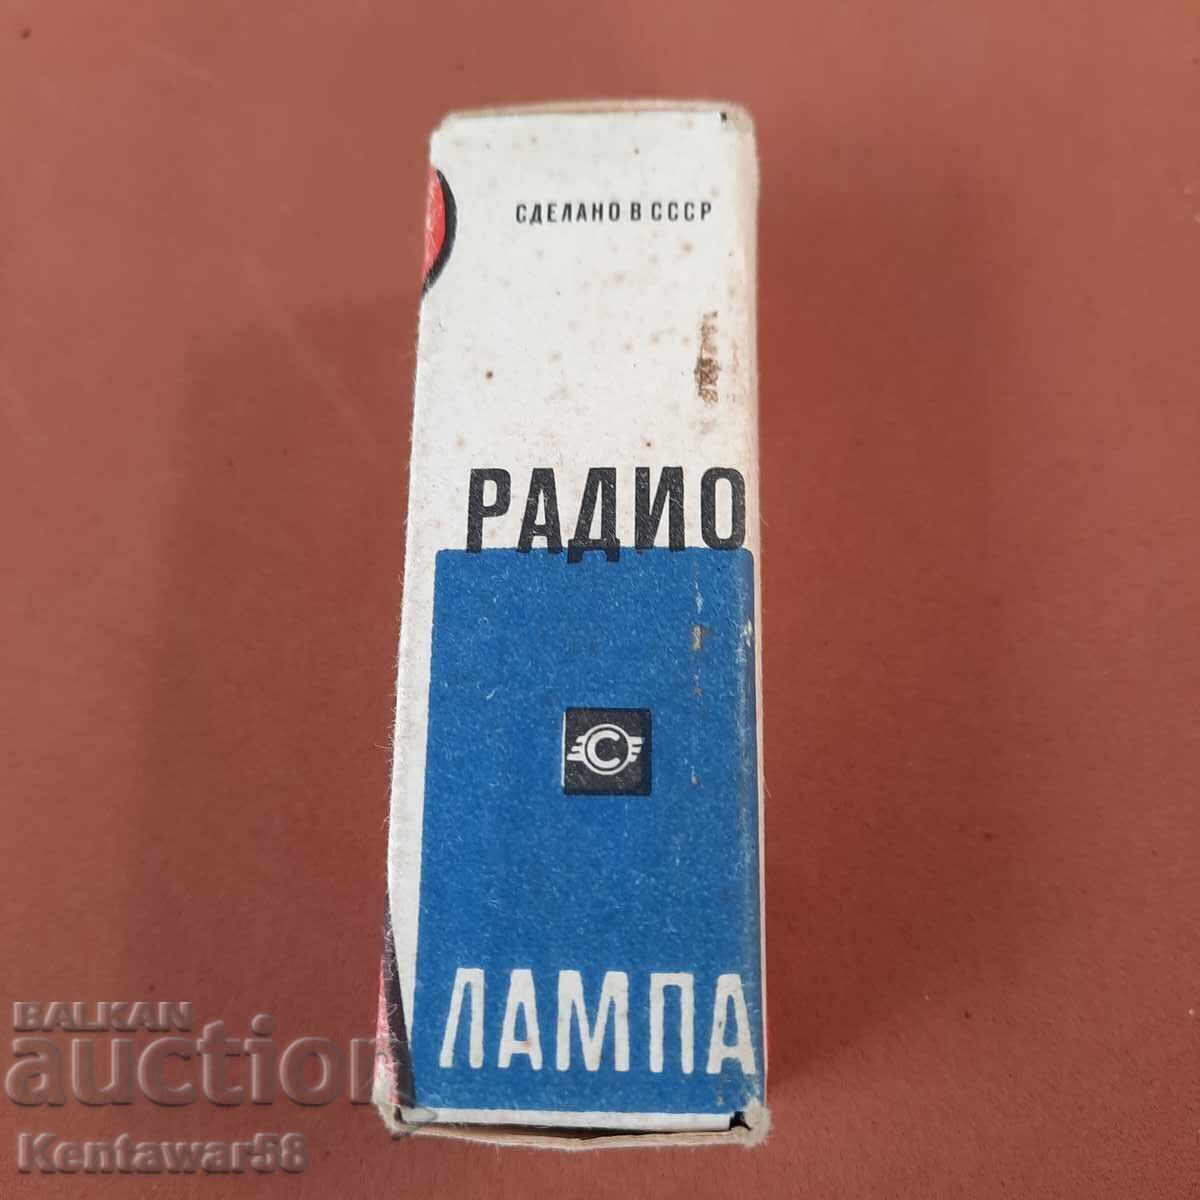 СДЕЛАНО В СССР
РАДИО
С
ЛАМПА
BALKAN
auction
Kentawar58